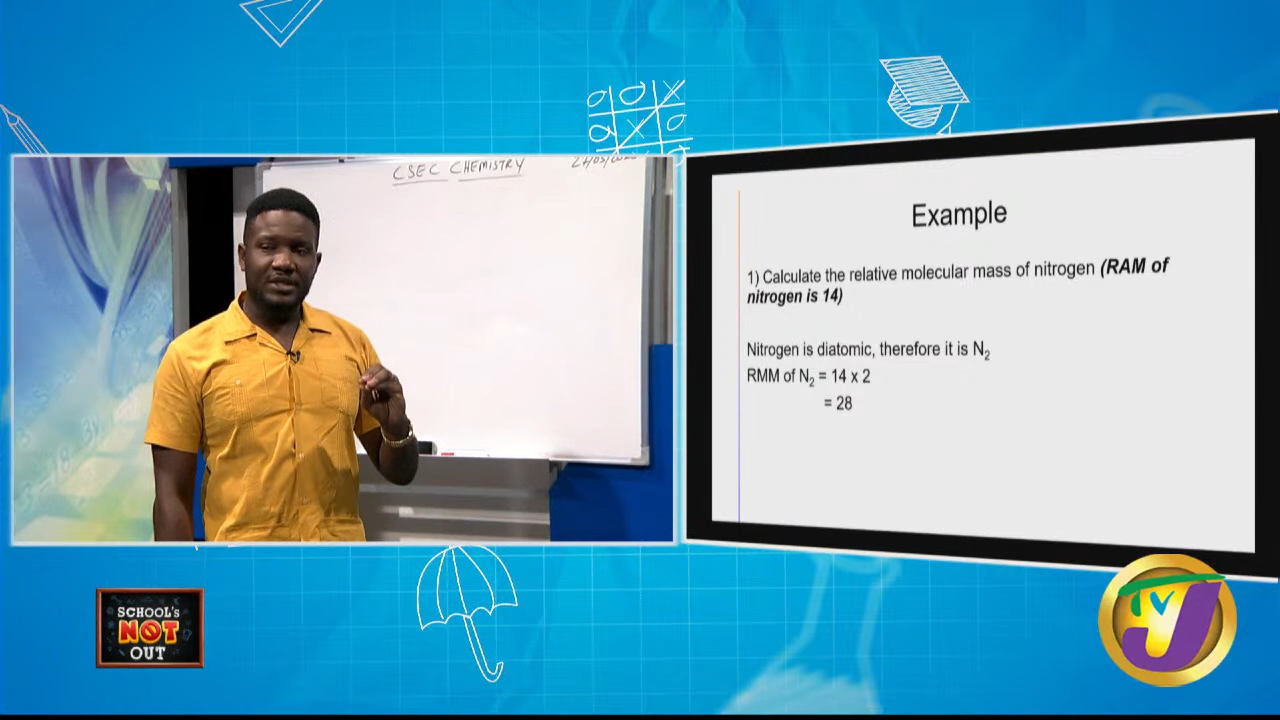 CSEC CHEMISTRY
Example
1) Calculate the relative molecular mass of nitrogen (RAM of
nitrogen is 14)
Nitrogen is diatomic, therefore it is N₂
RMM of N₂ = 14 x 2
= 28
SCHOOL's
NOT
OUT
TVJ